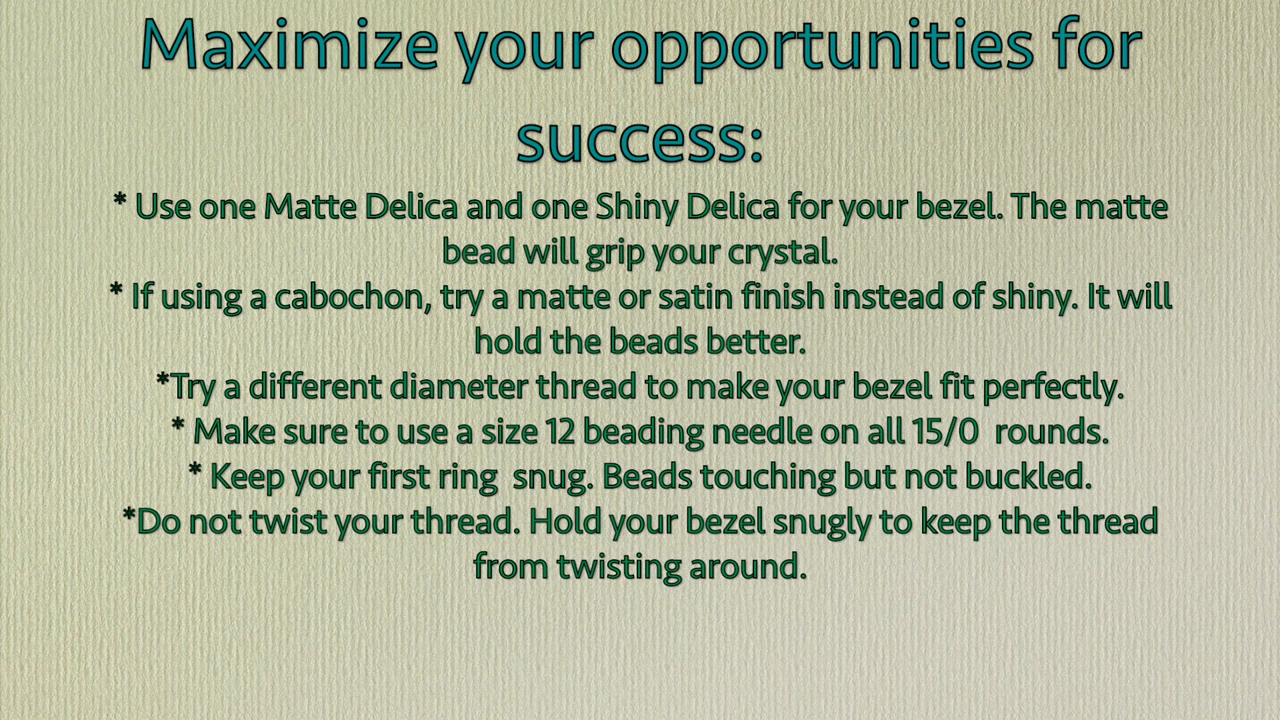 Maximize your opportunities for
success:
* Use one Matte Delica and one Shiny Delica for your bezel. The matte
bead will grip your crystal.
* If using a cabochon, try a matte or satin finish instead of shiny. It will
hold the beads better.
*Try a different diameter thread to make your bezel fit perfectly.
* Make sure to use a size 12 beading needle on all 15/0  rounds.
* Keep your first ring  snug. Beads touching but not buckled.
*Do not twist your thread. Hold your bezel snugly to keep the thread
from twisting around.